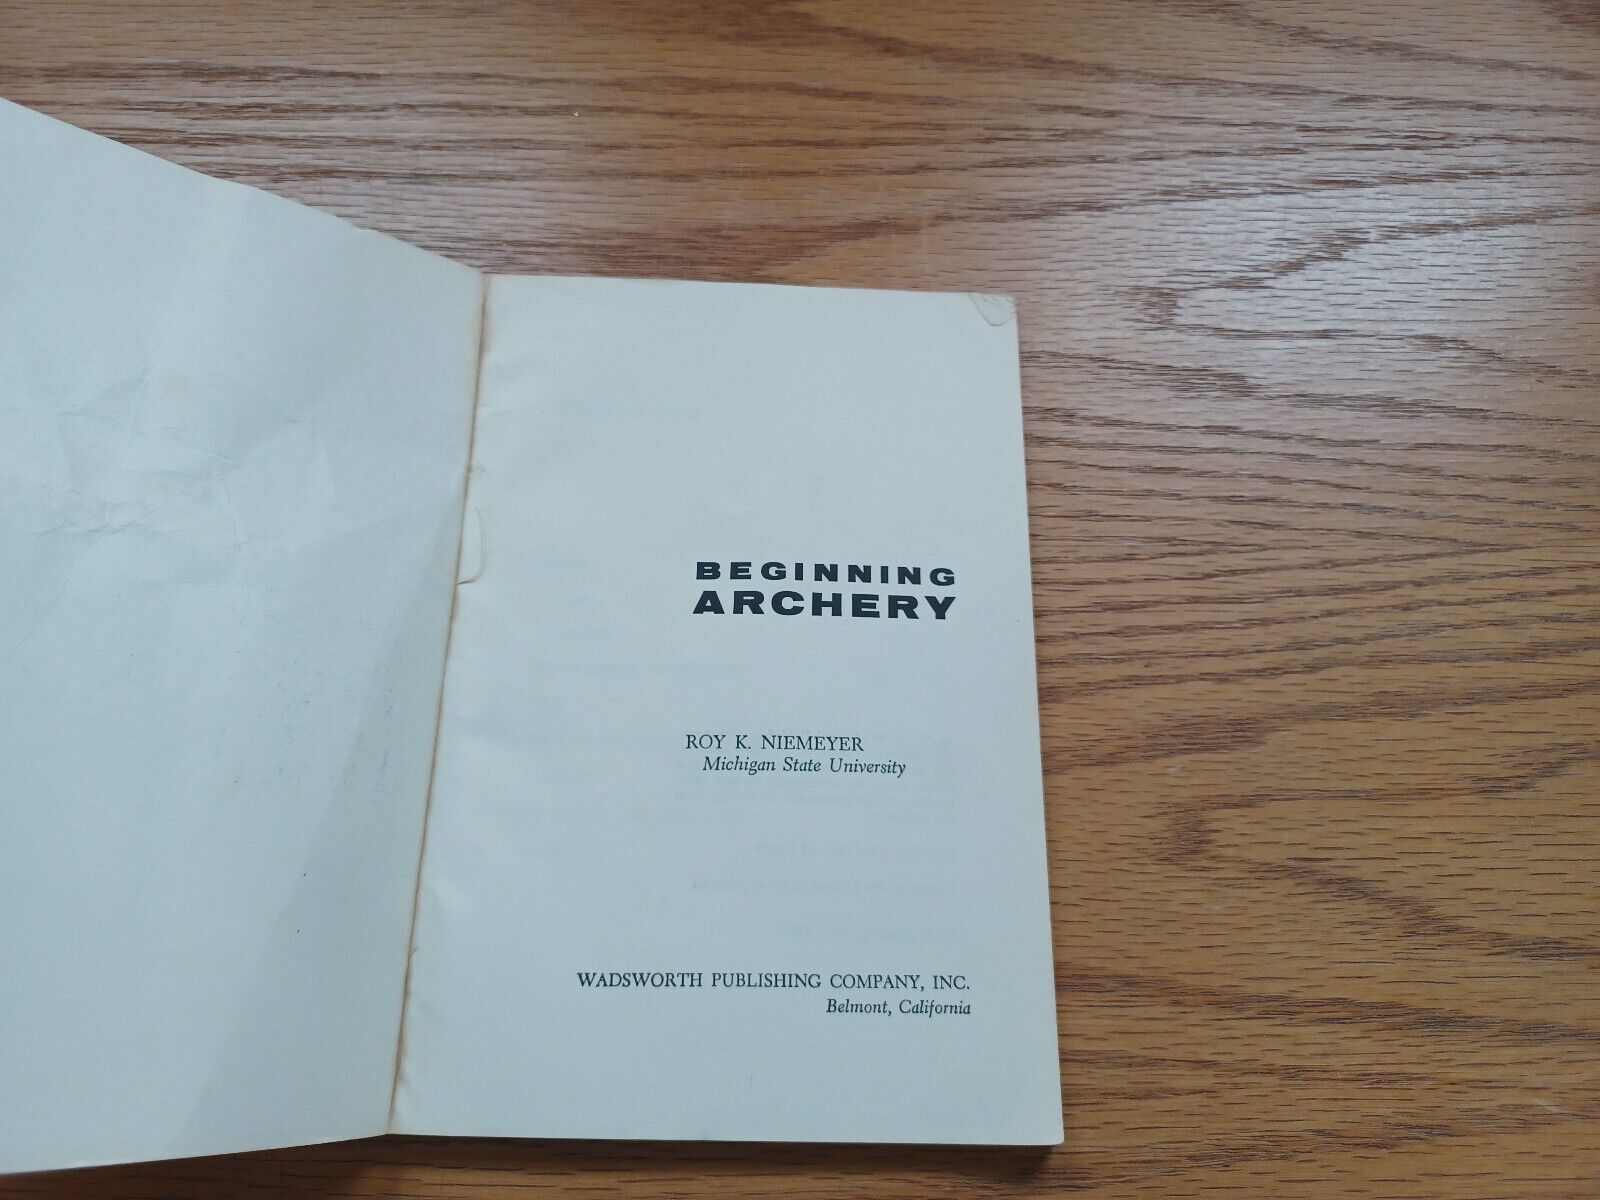 BEGINNING
ARCHERY
ROY K. NIEMEYER
Michigan State University
WADSWORTH PUBLISHING COMPANY, INC.
Belmont, California